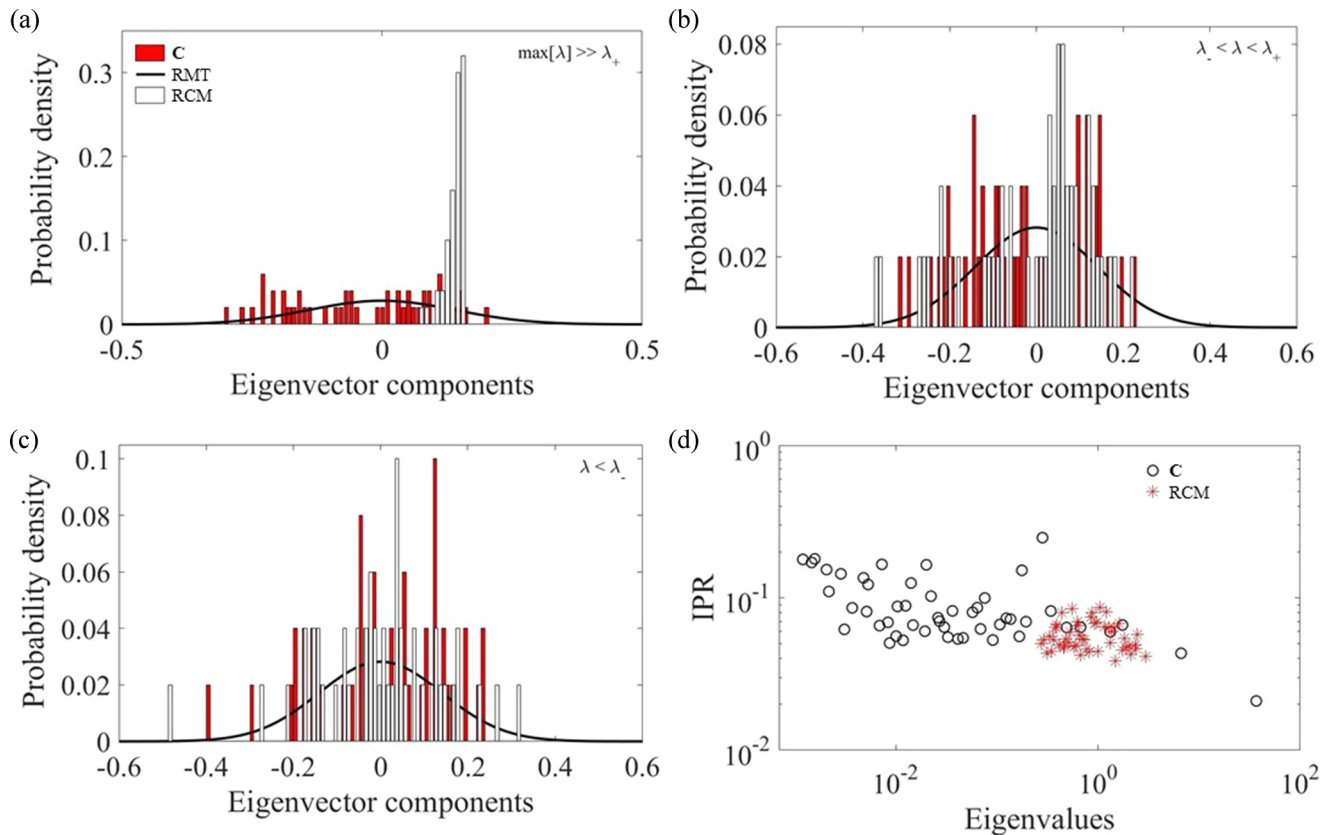 (a)
Probability density
0.3
0.2
0.1
0
-0.5
0
0.5
Eigenvector components
C
RMT
RCM
max[λ] >> λ+
(b)
Probability density
0.08
0.06
0.04
0.02
0
-0.6
-0.4
-0.2
0
0.2
0.4
0.6
Eigenvector components
λ- < λ < λ+
(c)
Probability density
0.1
0.08
0.06
0.04
0.02
0
-0.6
-0.4
-0.2
0
0.2
0.4
0.6
Eigenvector components
λ < λ-
(d)
IPR
10^0
10^-1
10^-2
10^-2
10^0
10^2
Eigenvalues
C
RCM